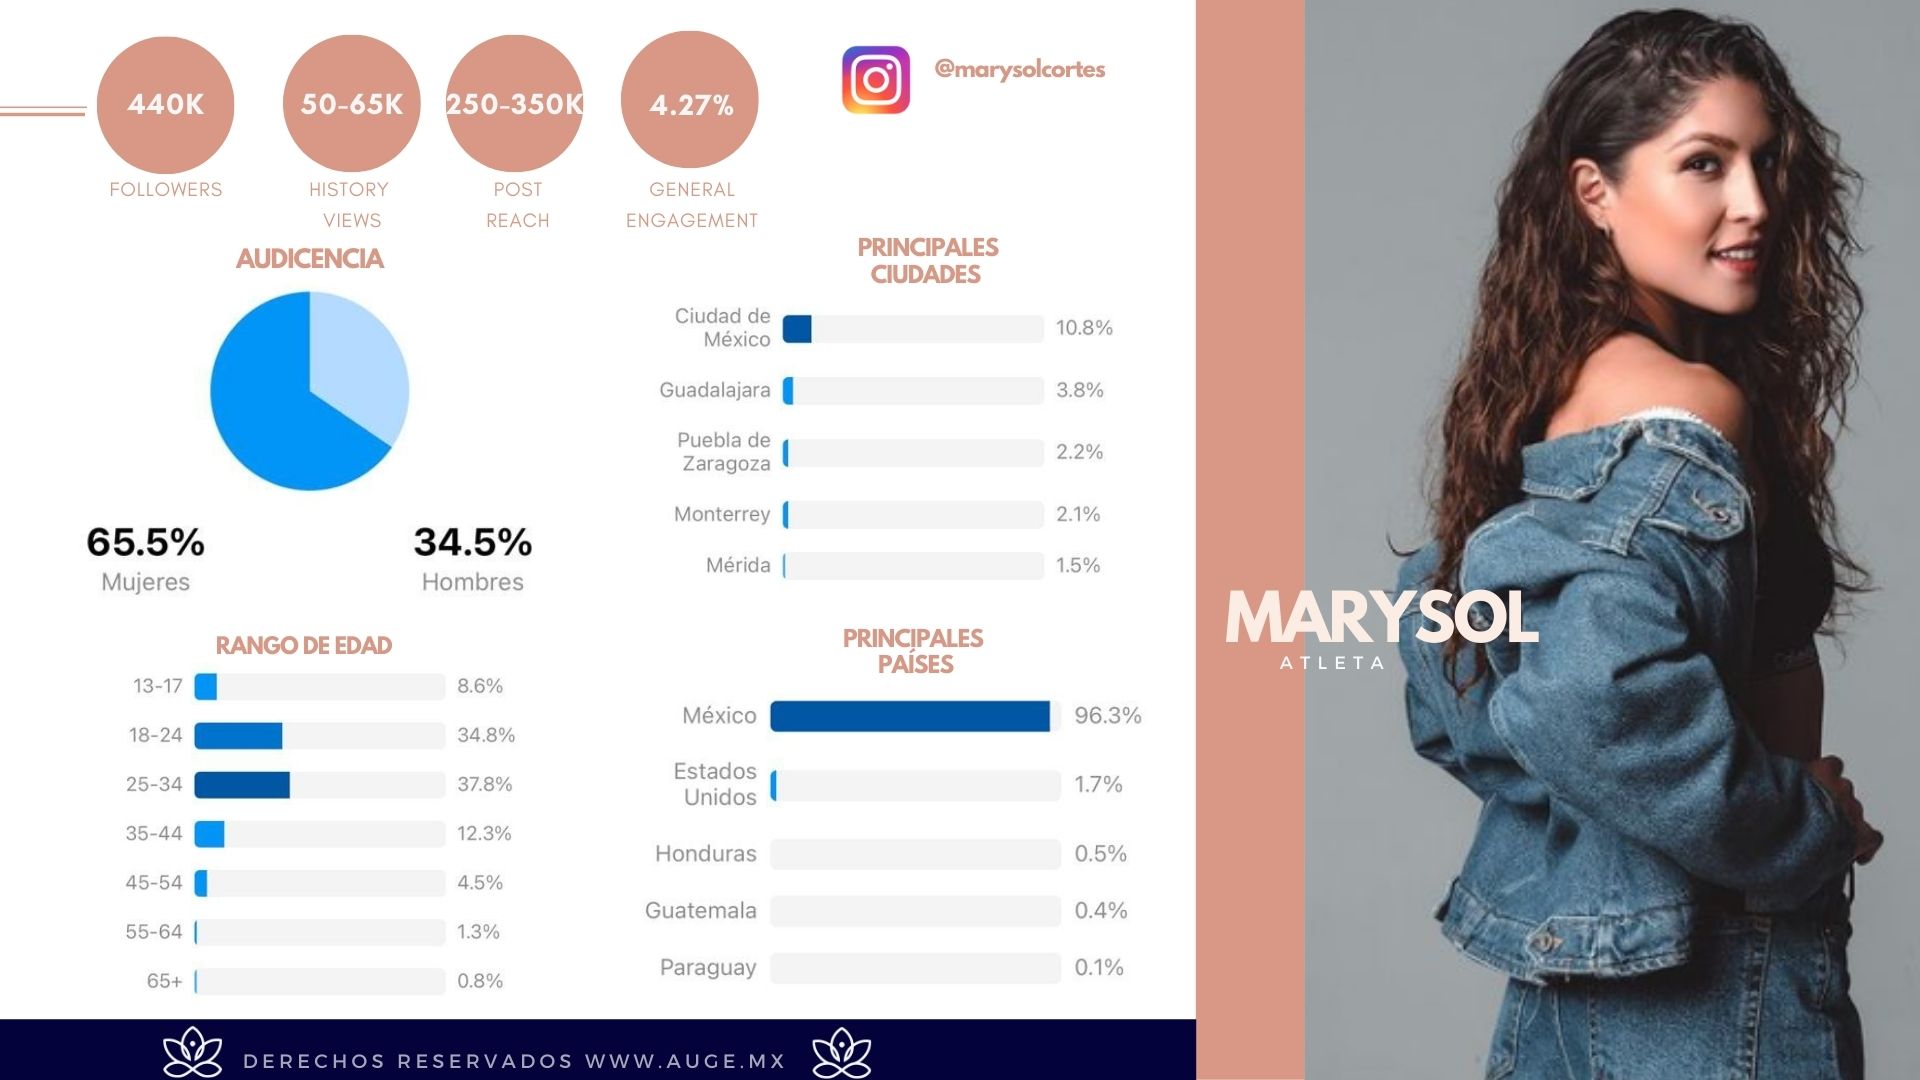 440K
FOLLOWERS
50-65K
HISTORY
VIEWS
250-350K
POST
REACH
4.27%
GENERAL
ENGAGEMENT
@marysolcortes
AUDICENCIA
65.5%
Mujeres
34.5%
Hombres
RANGO DE EDAD
13-17 8.6%
18-24 34.8%
25-34 37.8%
35-44 12.3%
45-54 4.5%
55-64 1.3%
65+ 0.8%
PRINCIPALES
CIUDADES
Ciudad de
México 10.8%
Guadalajara 3.8%
Puebla de
Zaragoza 2.2%
Monterrey 2.1%
Mérida 1.5%
PRINCIPALES
PAÍSES
México 96.3%
Estados
Unidos 1.7%
Honduras 0.5%
Guatemala 0.4%
Paraguay 0.1%
MARYSOL
ATLETA
DERECHOS RESERVADOS WWW.AUGE.MX